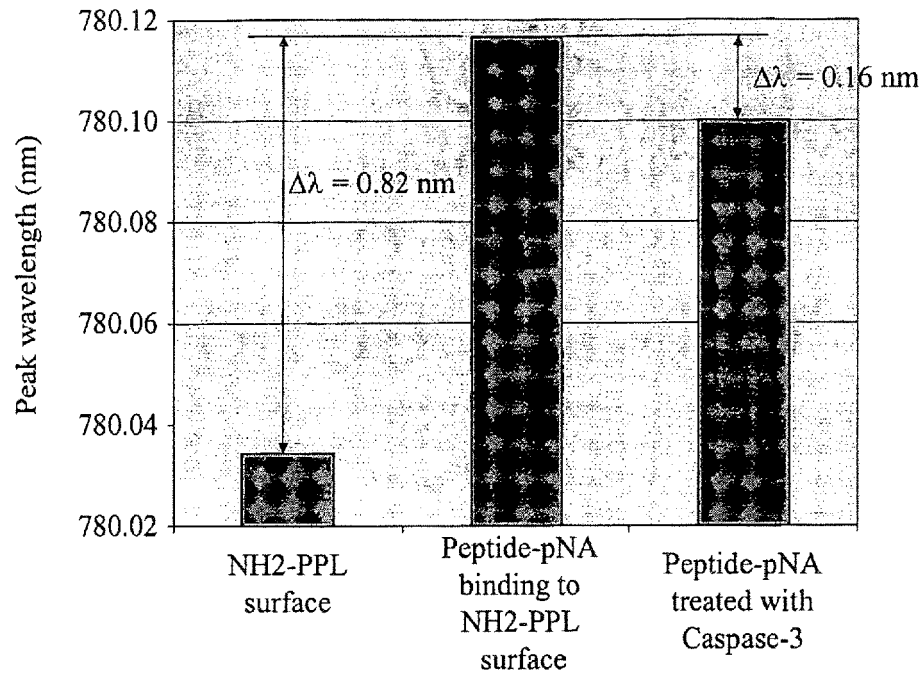 780.12
780.10
780.08
780.06
780.04
780.02
Peak wavelength (nm)
Δλ = 0.82 nm
Δλ = 0.16 nm
NH2-PPL
surface
Peptide-pNA
binding to
NH2-PPL
surface
Peptide-pNA
treated with
Caspase-3